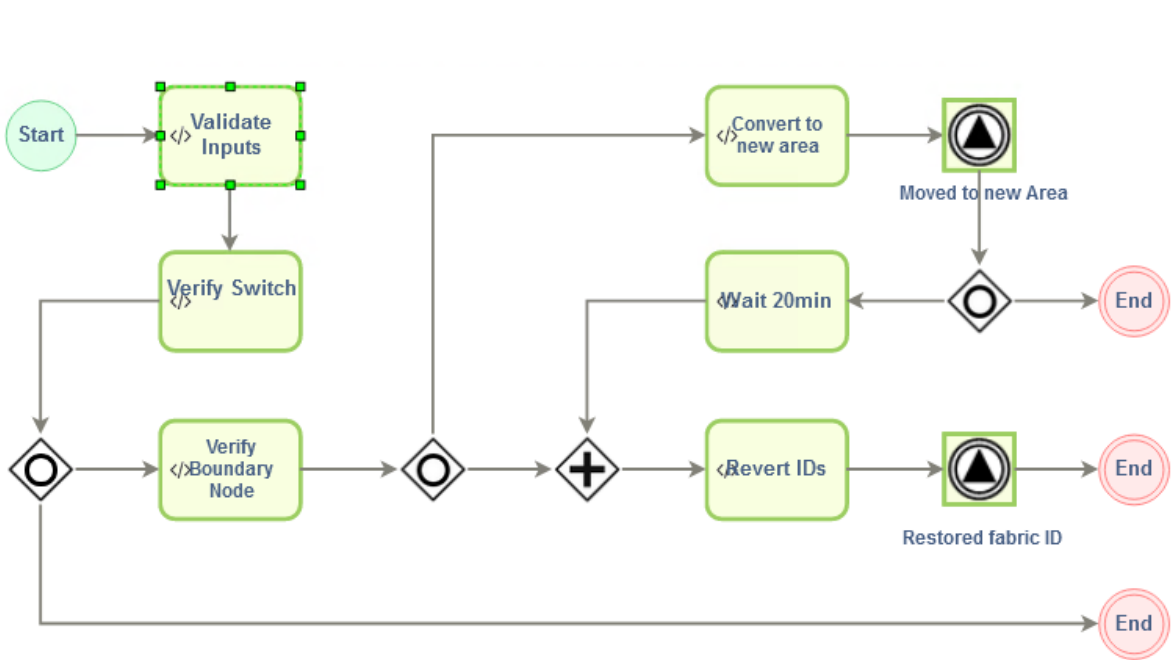 Start
</>
Validate
Inputs
</>
Convert to
new area
Moved to new Area
</>
Verify Switch
</>
Wait 20min
End
</>
Verify
Boundary
Node
</>
Revert IDs
End
Restored fabric ID
End